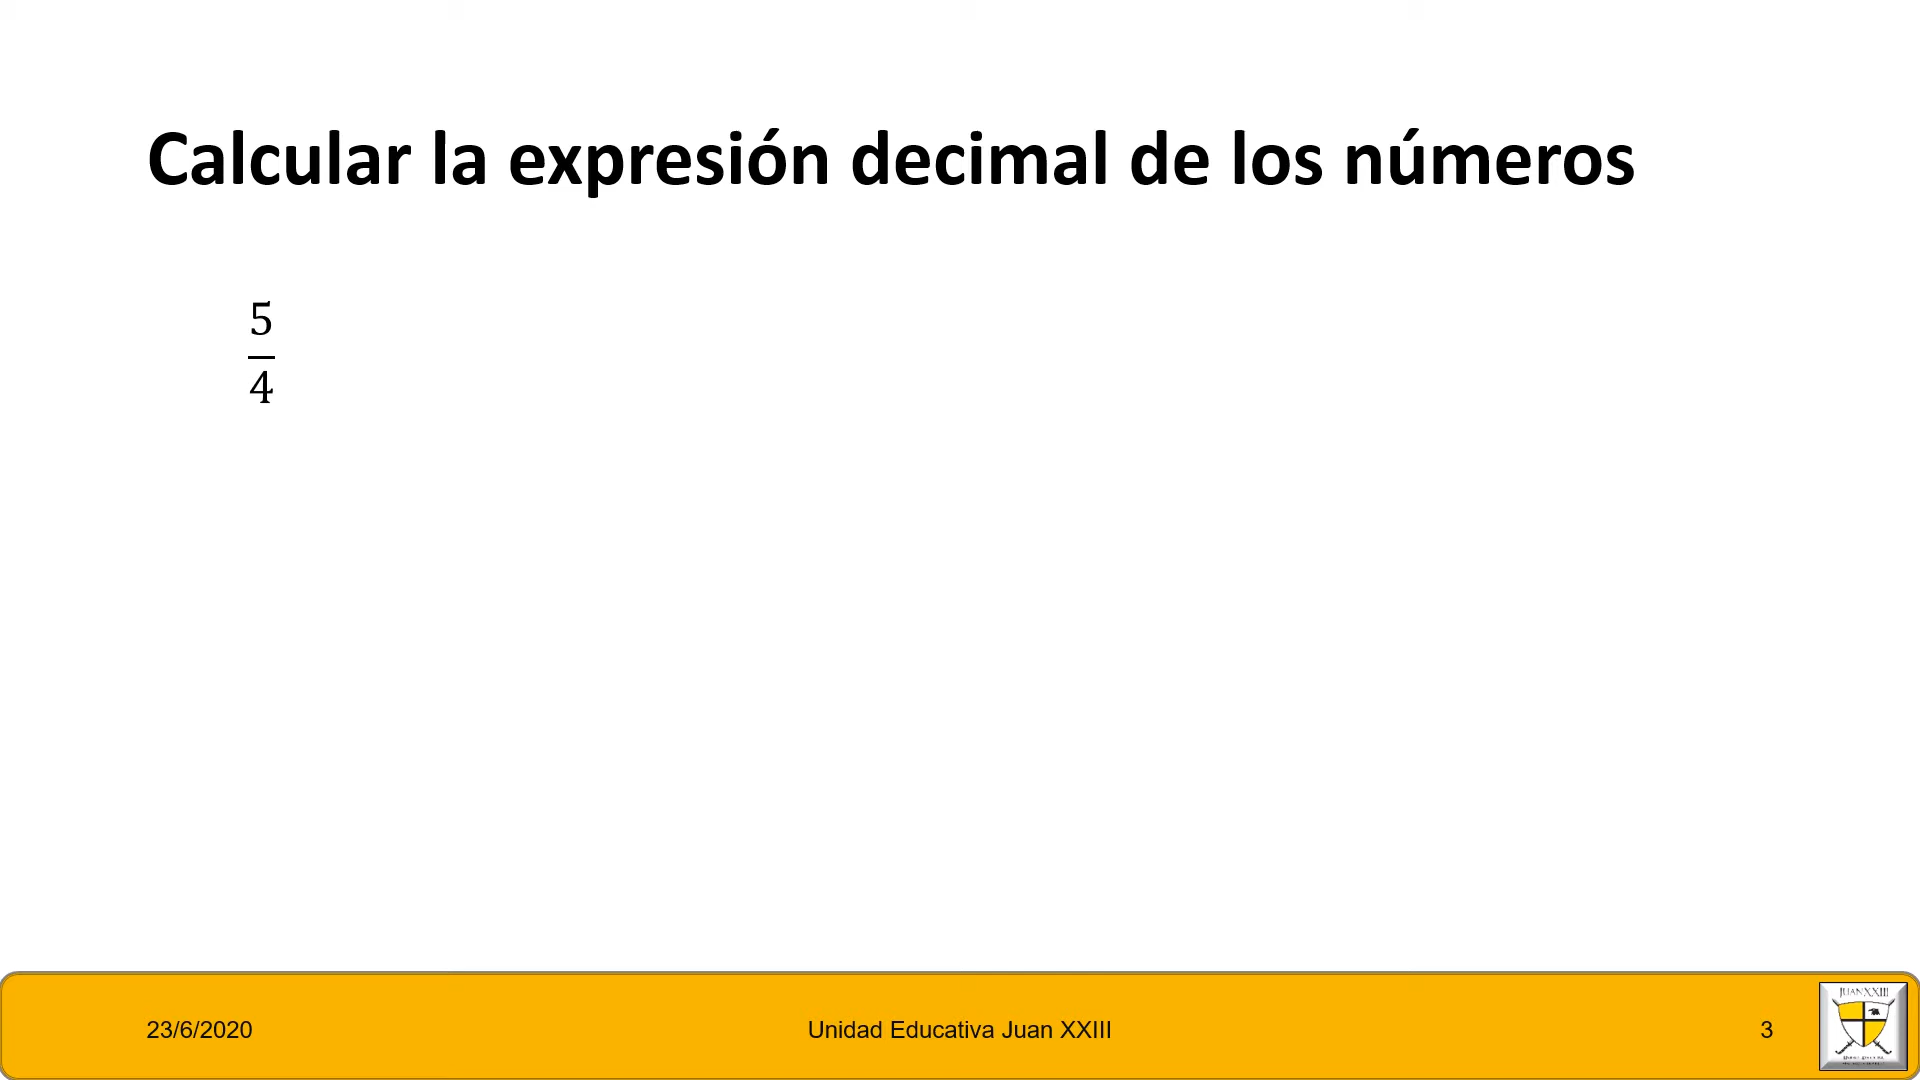 Calcular la expresión decimal de los números
5
4
23/6/2020
Unidad Educativa Juan XXIII
3
JUAN XXIII